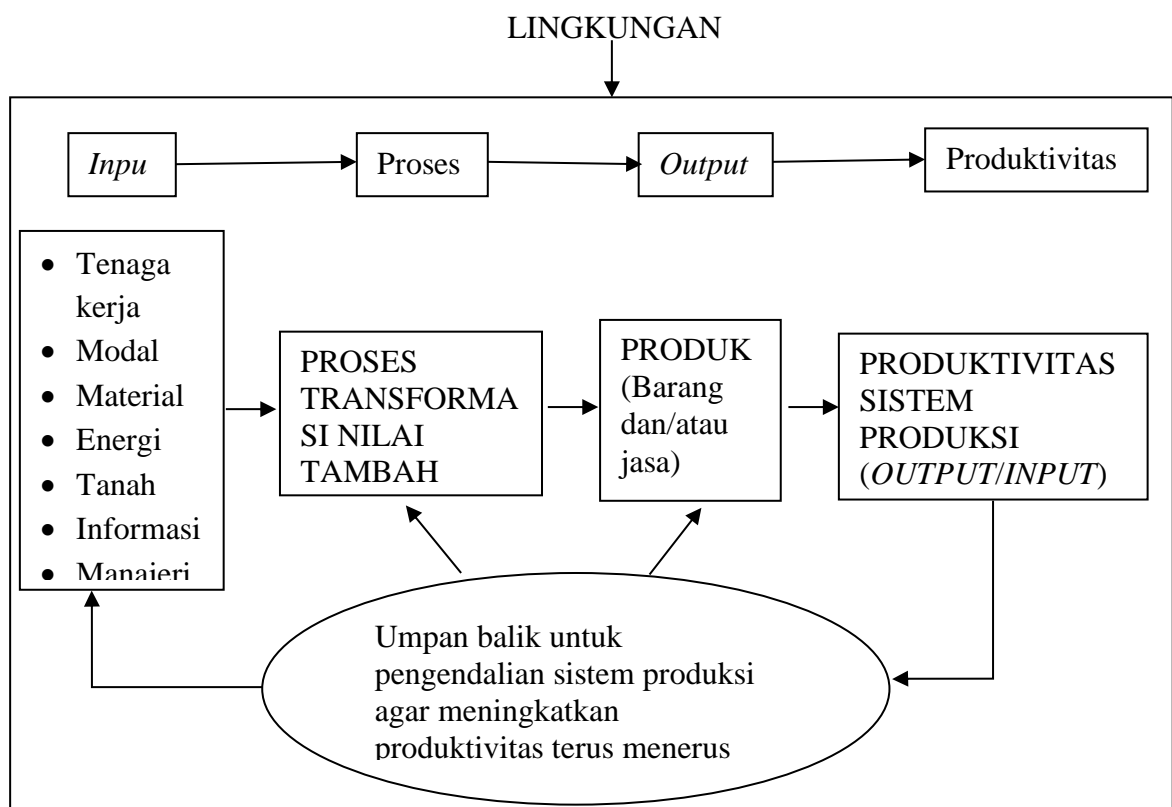 LINGKUNGAN
Inpu
Proses
Output
Produktivitas
• Tenaga
kerja
• Modal
• Material
• Energi
• Tanah
• Informasi
• Manajeri
PROSES
TRANSFORMA
SI NILAI
TAMBAH
PRODUK
(Barang
dan/atau
jasa)
PRODUKTIVITAS
SISTEM
PRODUKSI
(OUTPUT/INPUT)
Umpan balik untuk
pengendalian sistem produksi
agar meningkatkan
produktivitas terus menerus